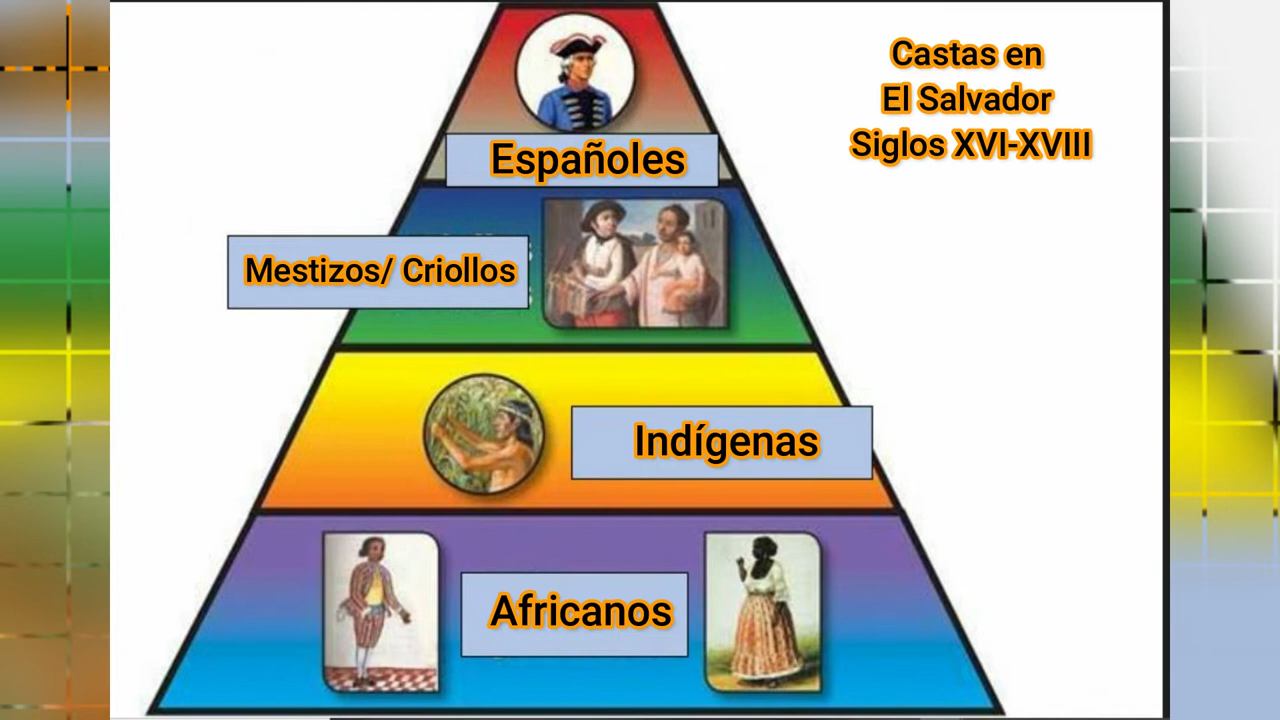 Castas en
El Salvador
Siglos XVI-XVIII
Españoles
Mestizos/ Criollos
Indígenas
Africanos